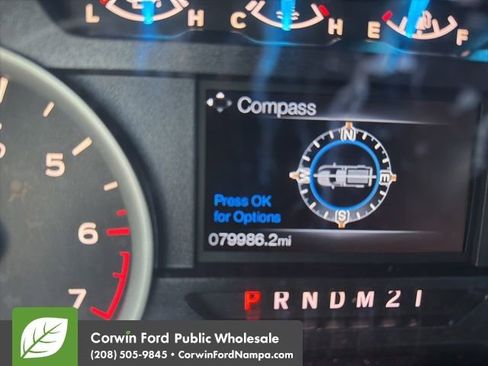 L H C H E F
Compass
N
W E
S
Press OK
for Options
079986.2mi
5
6
7
P R N D M 2 1
Corwin Ford Public Wholesale
(208) 505-9845 • CorwinFordNampa.com